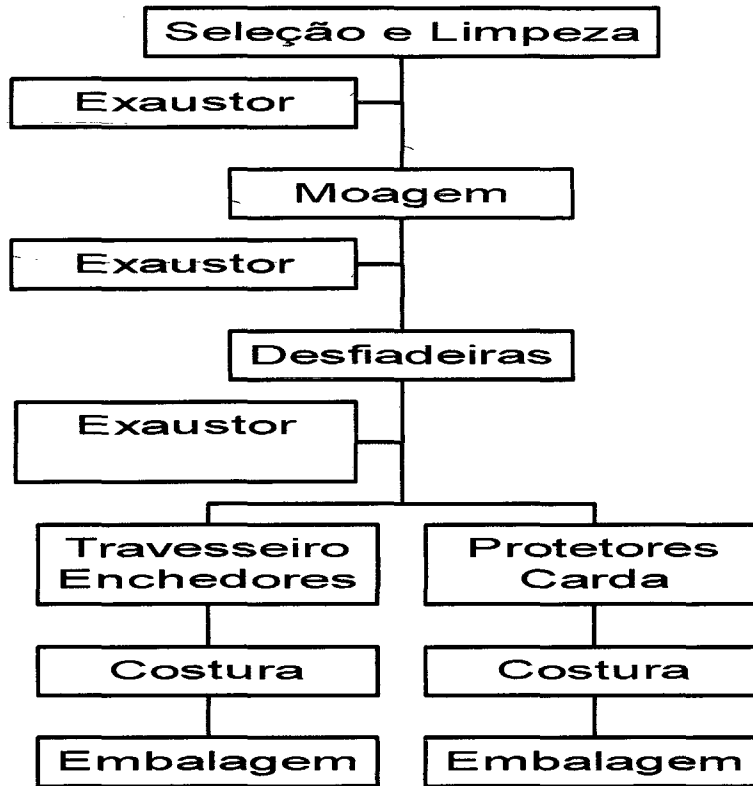 Seleção e Limpeza
Exaustor
Moagem
Exaustor
Desfiadeiras
Exaustor
Travesseiro
Enchedores
Protetores
Carda
Costura
Costura
Embalagem
Embalagem